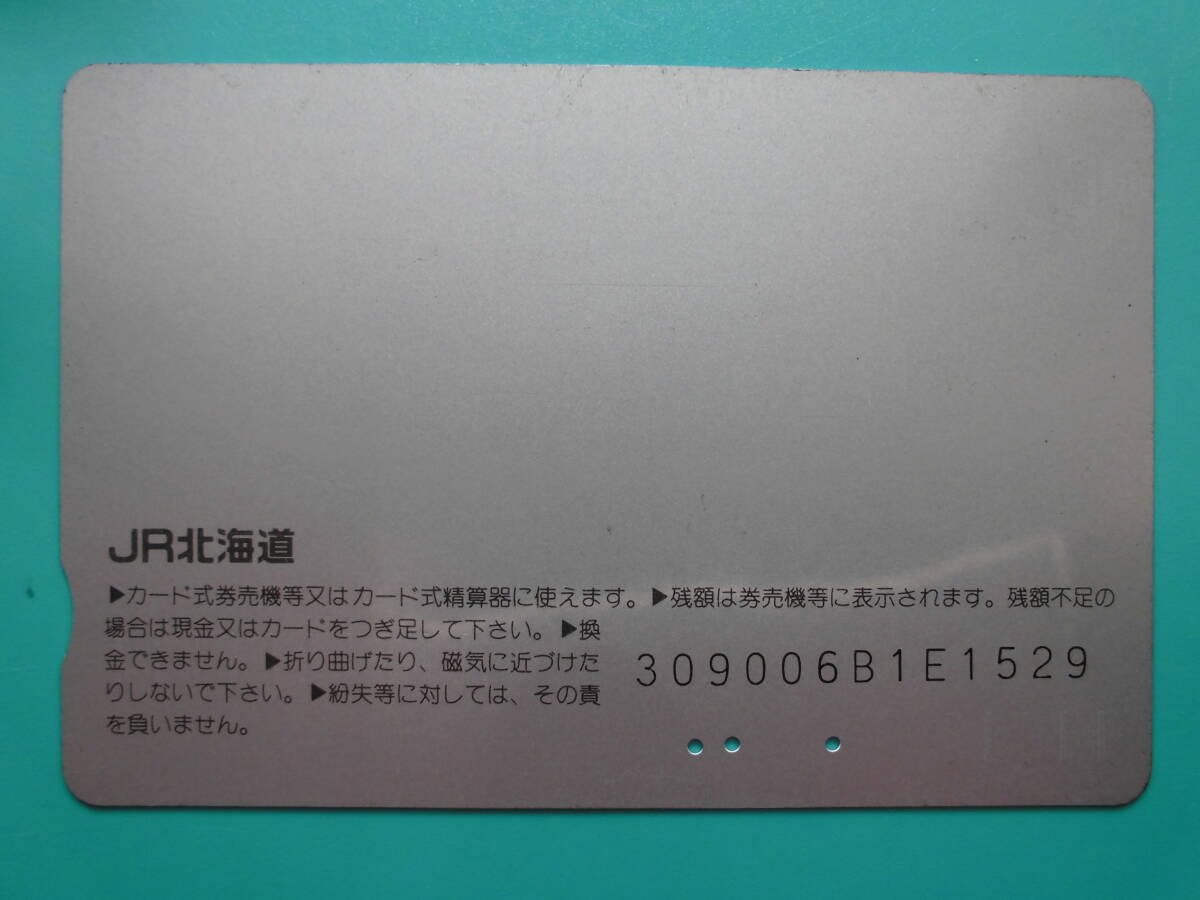 JR北海道
▶カード式券売機等又はカード式精算器に使えます。▶残額は券売機等に表示されます。残額不足の
場合は現金又はカードをつぎ足して下さい。▶換
金できません。▶折り曲げたり、磁気に近づけた
りしないで下さい。▶紛失等に対しては、その責
を負いません。
309006B1E1529